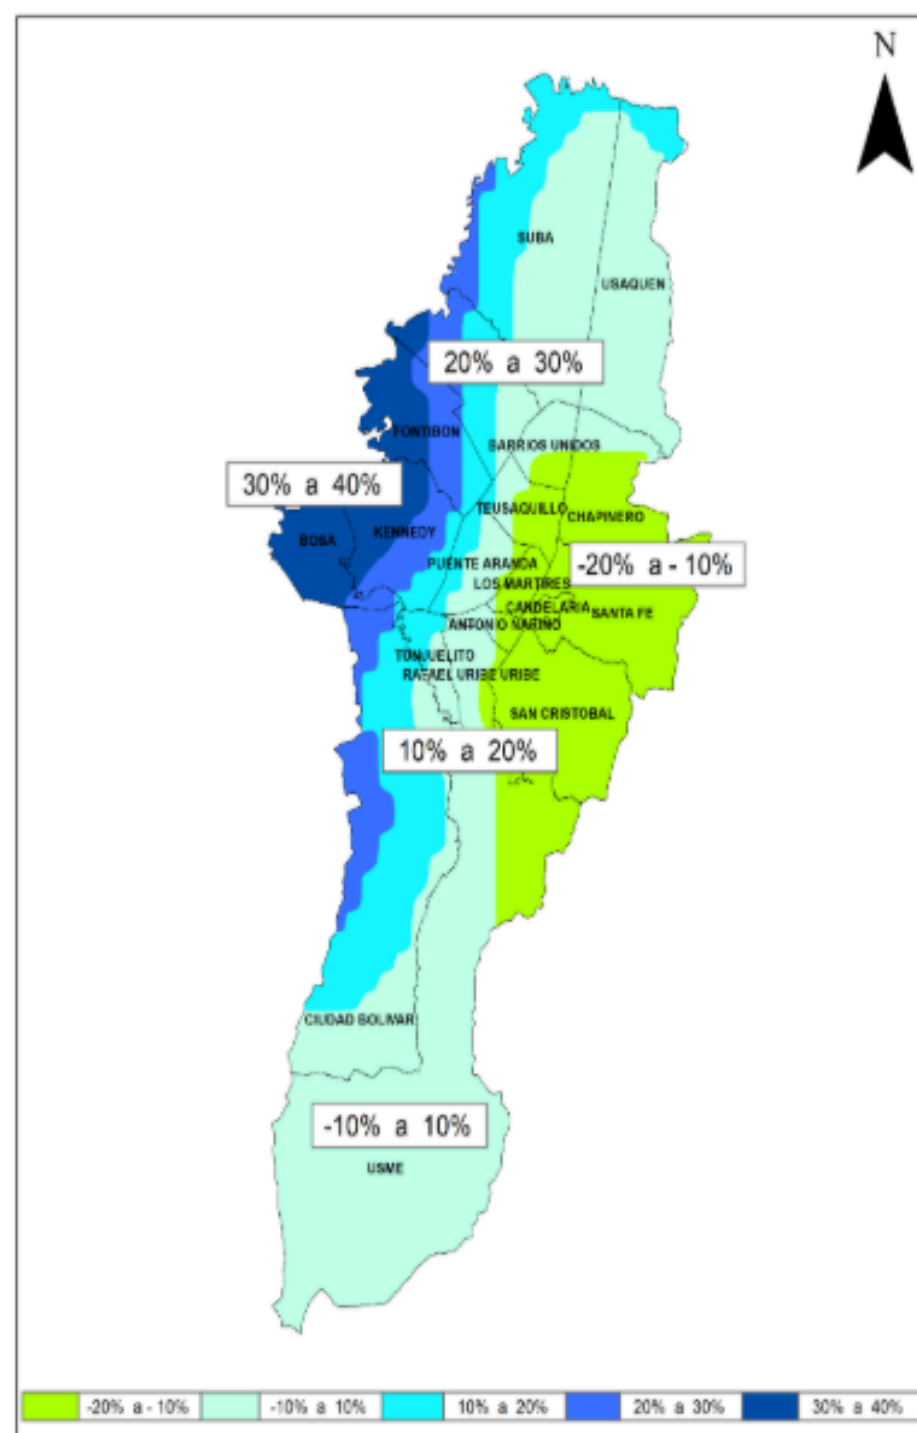 N
SUBA
USAQUEN
20% a 30%
FONTIBON
BARRIOS UNIDOS
30% a 40%
TEUSAQUILLO
CHAPINERO
KENNEDY
BOSA
PUENTE ARANDA
-20% a - 10%
LOS MARTIRES
CANDELARIA
SANTA FE
ANTONIO NARIÑO
TUNJUELITO
RAFAEL URIBE URIBE
SAN CRISTOBAL
10% a 20%
CIUDAD BOLIVAR
-10% a 10%
USME
-20% a - 10% -10% a 10% 10% a 20% 20% a 30% 30% a 40%